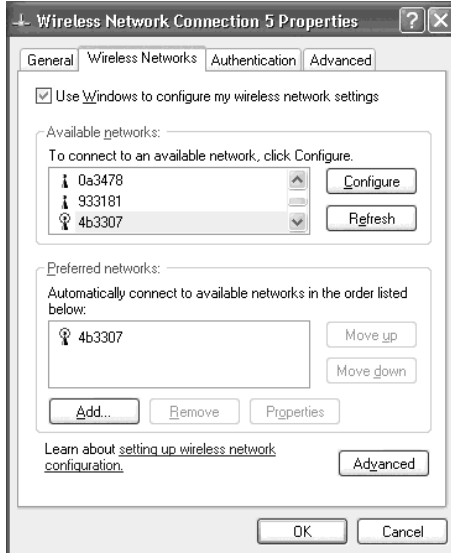 Wireless Network Connection 5 Properties
General Wireless Networks Authentication Advanced
Use Windows to configure my wireless network settings
Available networks:
To connect to an available network, click Configure.
0a3478
933181
4b3307
Configure
Refresh
Preferred networks:
Automatically connect to available networks in the order listed
below:
4b3307
Move up
Move down
Add... Remove Properties
Learn about setting up wireless network
configuration.
Advanced
OK Cancel